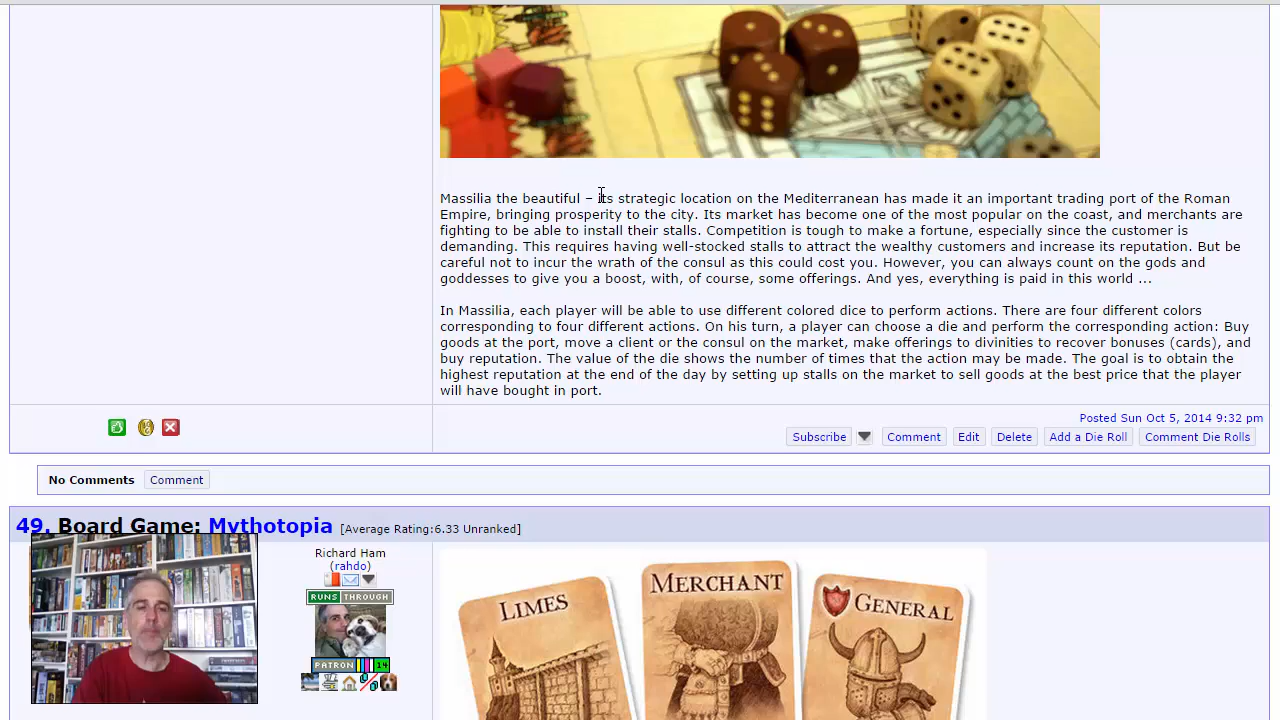 Massilia the beautiful – its strategic location on the Mediterranean has made it an important trading port of the Roman
Empire, bringing prosperity to the city. Its market has become one of the most popular on the coast, and merchants are
fighting to be able to install their stalls. Competition is tough to make a fortune, especially since the customer is
demanding. This requires having well-stocked stalls to attract the wealthy customers and increase its reputation. But be
careful not to incur the wrath of the consul as this could cost you. However, you can always count on the gods and
goddesses to give you a boost, with, of course, some offerings. And yes, everything is paid in this world ...
In Massilia, each player will be able to use different colored dice to perform actions. There are four different colors
corresponding to four different actions. On his turn, a player can choose a die and perform the corresponding action: Buy
goods at the port, move a client or the consul on the market, make offerings to divinities to recover bonuses (cards), and
buy reputation. The value of the die shows the number of times that the action may be made. The goal is to obtain the
highest reputation at the end of the day by setting up stalls on the market to sell goods at the best price that the player
will have bought in port.
Posted Sun Oct 5, 2014 9:32 pm
Subscribe Comment Edit Delete Add a Die Roll Comment Die Rolls
No Comments Comment
49. Board Game: Mythotopia [Average Rating:6.33 Unranked]
Richard Ham
(rahdo)
RUNS THROUGH
PATRON 14
LIMES
MERCHANT
GENERAL